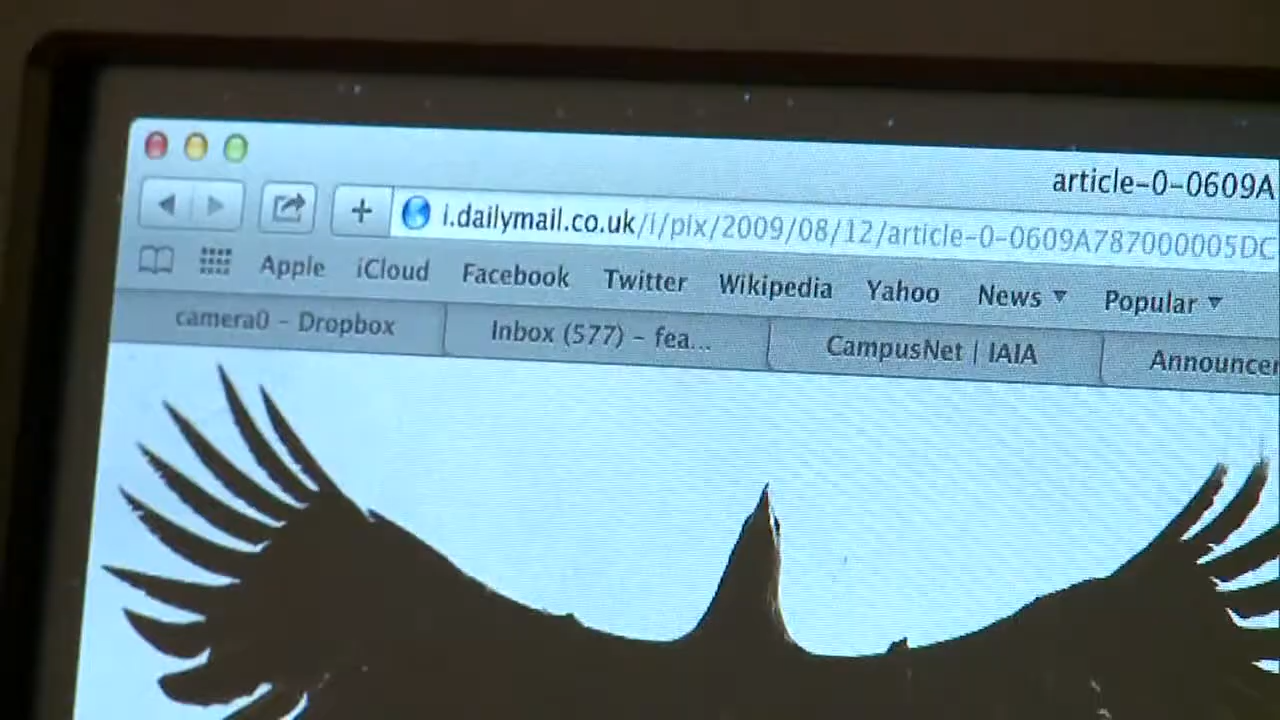 article-0-0609A
i.dailymail.co.uk/i/pix/2009/08/12/article-0-0609A787000005DC
Apple iCloud Facebook Twitter Wikipedia Yahoo News Popular
camera0 - Dropbox Inbox (577) - fea... CampusNet | IAIA Announcer